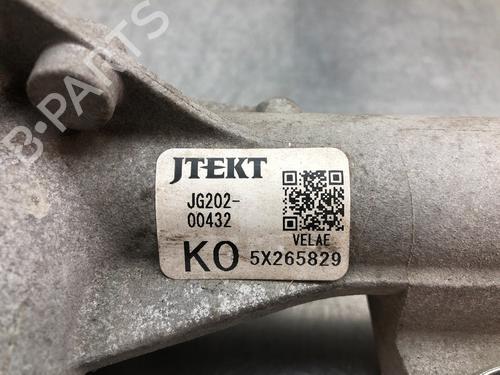 B-PARTS
JTEKT
JG202-
00432
VELAE
KO 5X265829